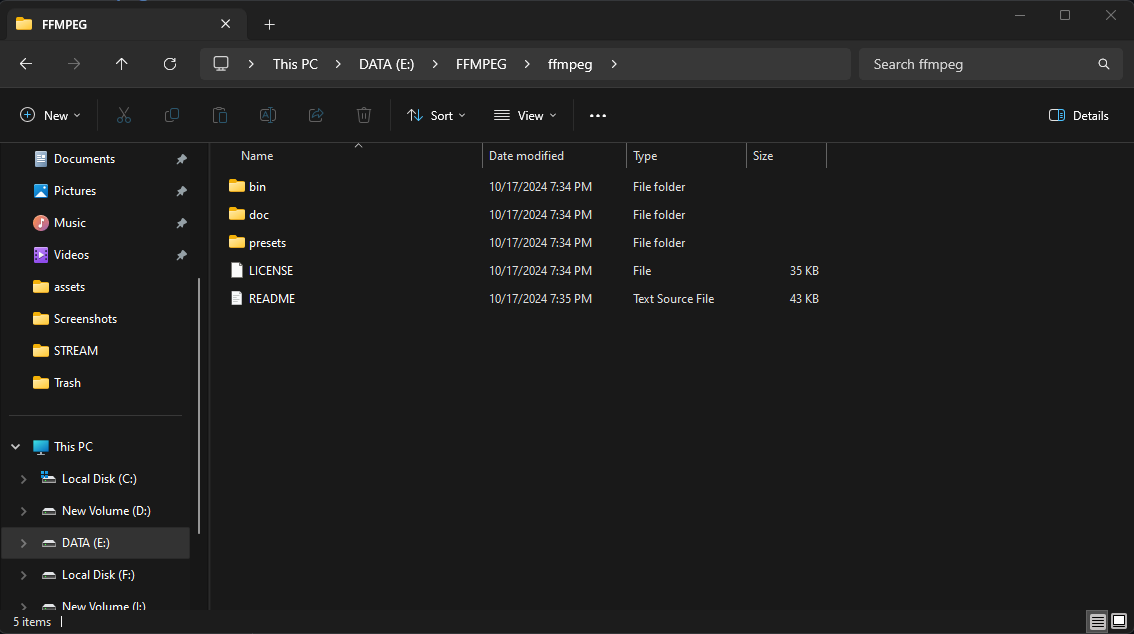 FFMPEG
This PC DATA (E:) FFMPEG ffmpeg Search ffmpeg
New Sort View Details
Name Date modified Type Size
Documents
Pictures
Music
Videos
assets
Screenshots
STREAM
Trash
This PC
Local Disk (C:)
New Volume (D:)
DATA (E:)
Local Disk (F:)
New Volume (I:)
bin 10/17/2024 7:34 PM File folder
doc 10/17/2024 7:34 PM File folder
presets 10/17/2024 7:34 PM File folder
LICENSE 10/17/2024 7:34 PM File 35 KB
README 10/17/2024 7:35 PM Text Source File 43 KB
5 items